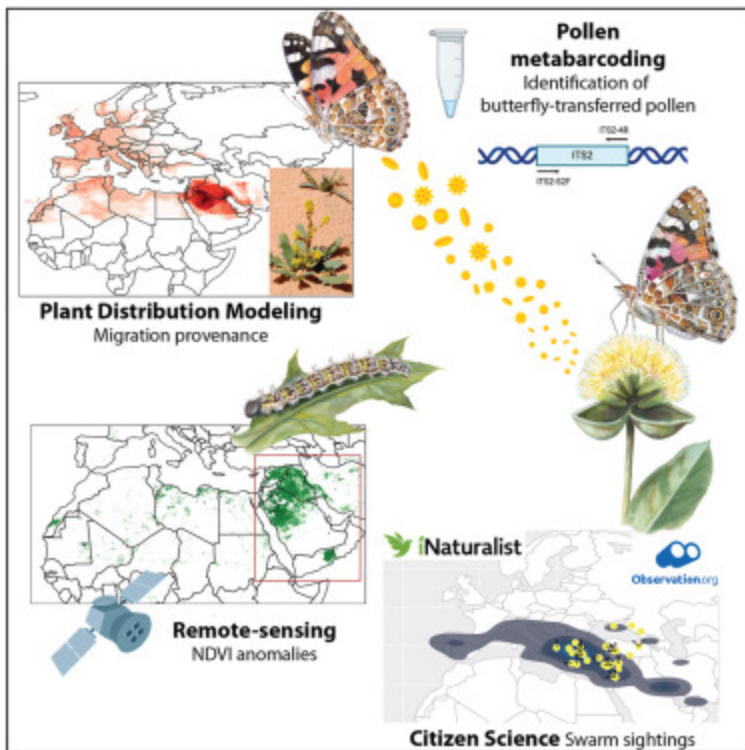 Pollen
metabarcoding
Identification of
butterfly-transferred pollen
ITS2-4R
ITS2
ITS2-S2F
Plant Distribution Modeling
Migration provenance
iNaturalist
Observation.org
Remote-sensing
NDVI anomalies
Citizen Science Swarm sightings